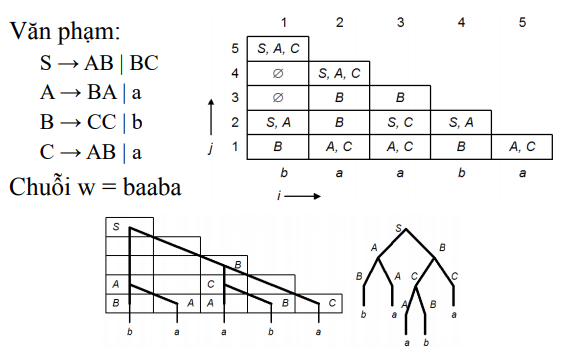 Văn phạm:
S → AB | BC
A → BA | a
B → CC | b
C → AB | a
Chuỗi w = baaba
1 2 3 4 5
5 S, A, C
4 ∅ S, A, C
3 ∅ B B
2 S, A B S, C S, A
j 1 B A, C A, C B A, C
b a a b a
i →
S
B
A C
B A A B C
b a a b a
S
A B
B A C C
b a A B a
a b